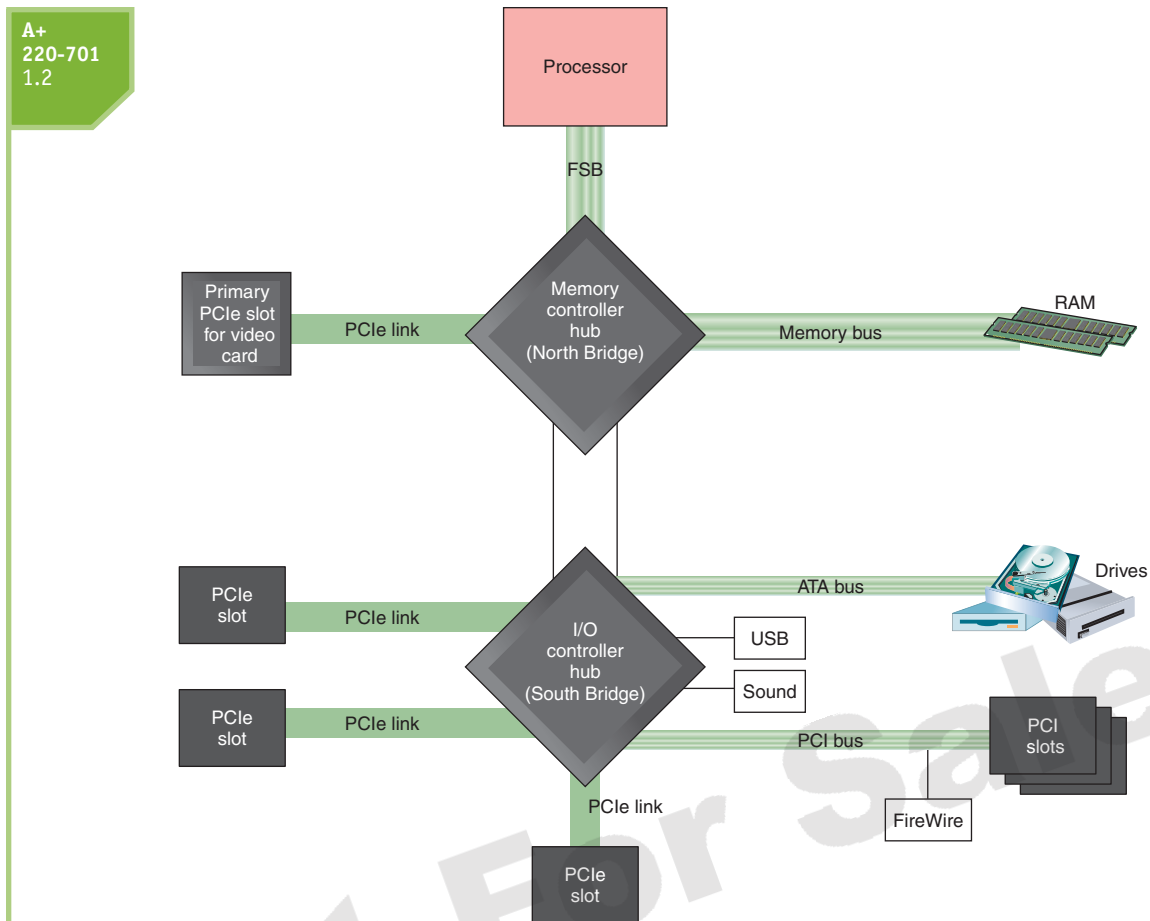 A+
220-701
1.2
Processor
FSB
Primary
PCIe slot
for video
card
PCIe link
Memory
controller
hub
(North Bridge)
Memory bus
RAM
PCIe
slot
PCIe link
I/O
controller
hub
(South Bridge)
ATA bus
Drives
USB
Sound
PCIe
slot
PCIe link
PCI bus
PCI
slots
FireWire
PCIe link
PCIe
slot
For Sale